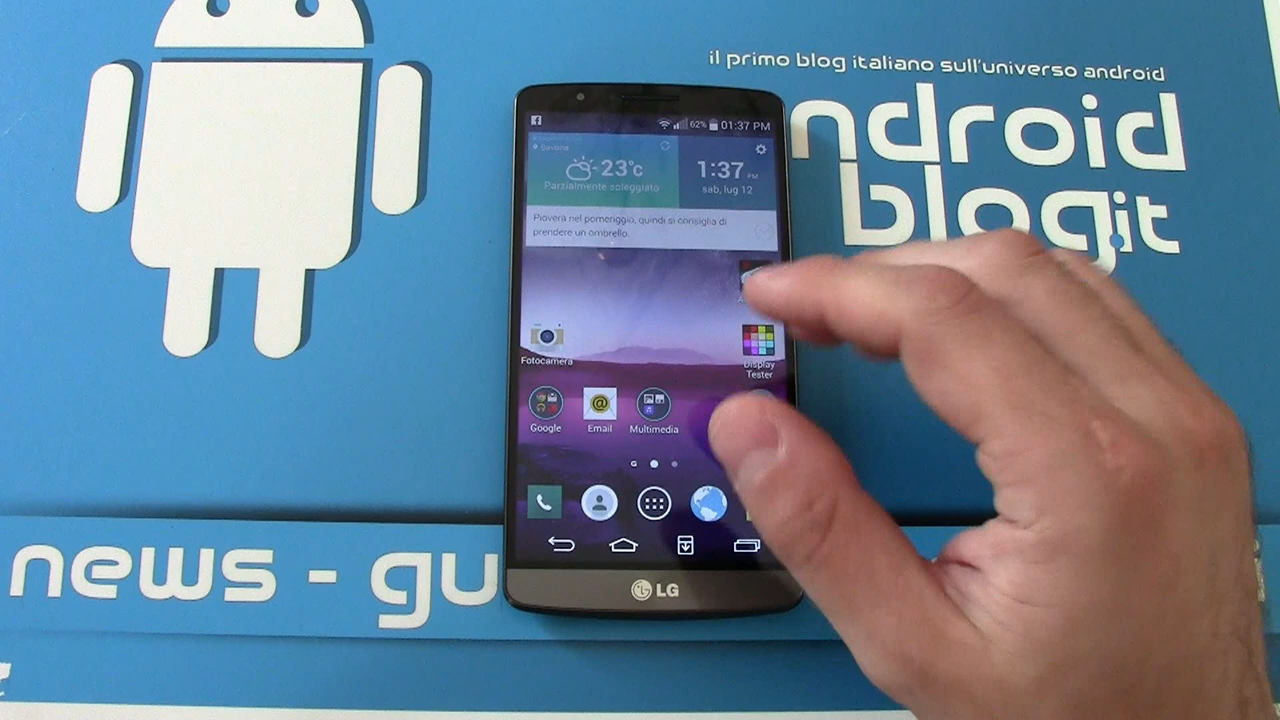 il primo blog italiano sull'universo android
ndroid
blogit
62% 01:37 PM
Savona
23°c
Parzialmente soleggiato
1:37 PM
sab, lug 12
Pioverà nel pomeriggio, quindi si consiglia di
prendere un ombrello.
Fotocamera
Display
Tester
Google
Email
Multimedia
G
news - gu
LG